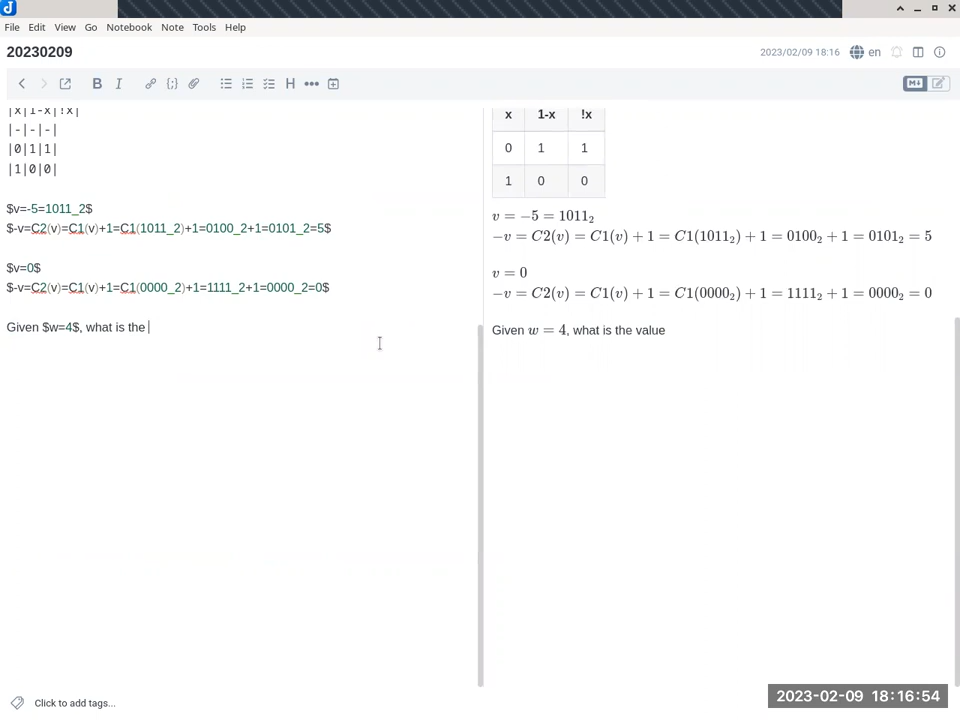 File Edit View Go Notebook Note Tools Help
20230209
2023/02/09 18:16 en
B I H M↓
|x|1-x|!x|
|-|-|-|
|0|1|1|
|1|0|0|
$v=-5=1011_2$
$-v=C2(v)=C1(v)+1=C1(1011_2)+1=0100_2+1=0101_2=5$
$v=0$
$-v=C2(v)=C1(v)+1=C1(0000_2)+1=1111_2+1=0000_2=0$
Given $w=4$, what is the
x 1-x !x
0 1 1
1 0 0
v = −5 = 1011₂
−v = C2(v) = C1(v) + 1 = C1(1011₂) + 1 = 0100₂ + 1 = 0101₂ = 5
v = 0
−v = C2(v) = C1(v) + 1 = C1(0000₂) + 1 = 1111₂ + 1 = 0000₂ = 0
Given w = 4, what is the value
Click to add tags...
2023-02-09 18:16:54